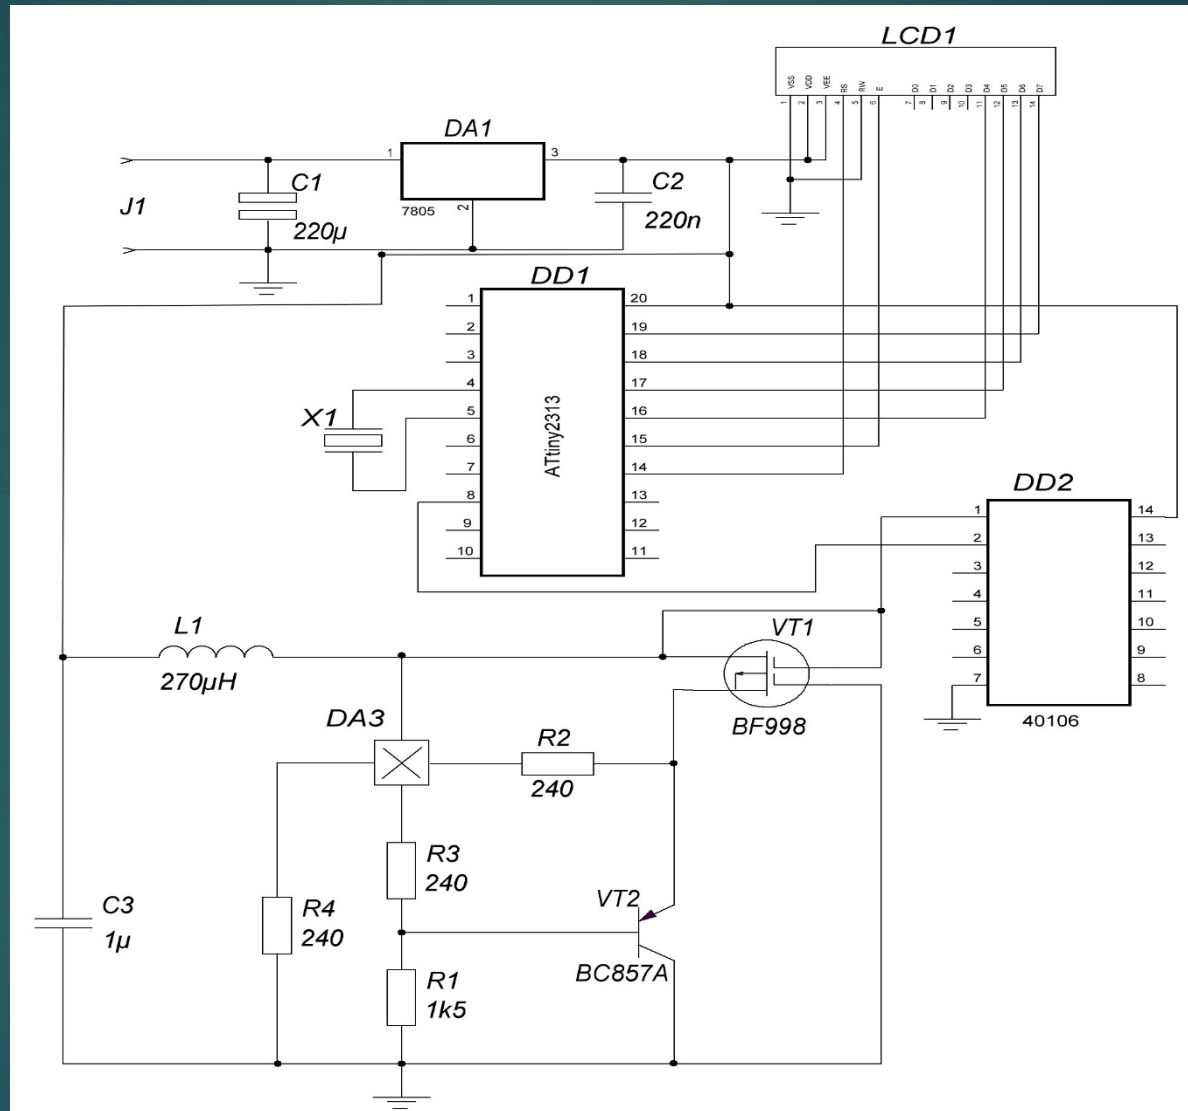 LCD1
VSS VDD VEE RS RW E D0 D1 D2 D3 D4 D5 D6 D7
1 2 3 4 5 6 7 8 9 10 11 12 13 14
DA1
1 3
2
7805
J1
C1
220µ
C2
220n
DD1
ATtiny2313
1 20
2 19
3 18
4 17
5 16
6 15
7 14
8 13
9 12
10 11
X1
DD2
1 14
2 13
3 12
4 11
5 10
6 9
7 8
40106
L1
270µH
VT1
BF998
DA3
R2
240
R3
240
VT2
BC857A
C3
1µ
R4
240
R1
1k5